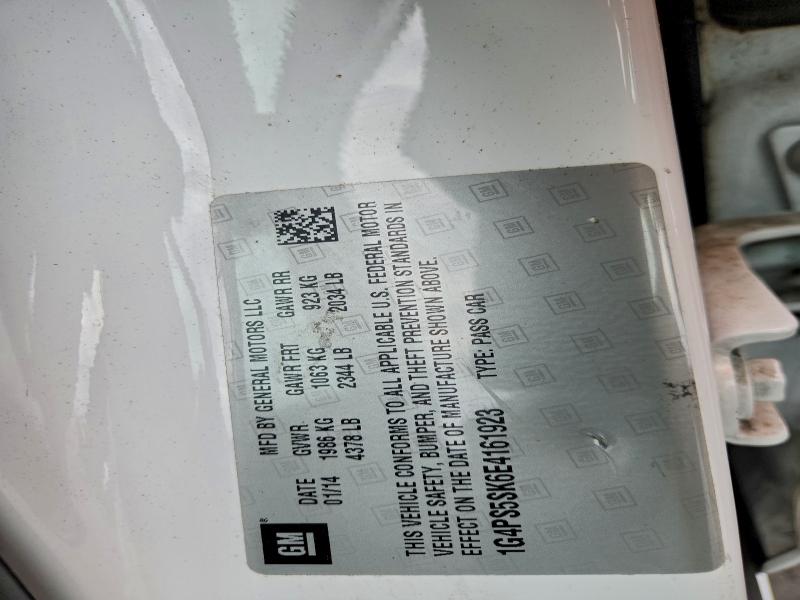 GM
®
MFD BY GENERAL MOTORS LLC
DATE GVWR GAWR FRT GAWR RR
01/14 1986 KG 1063 KG 923 KG
4378 LB 2344 LB 2034 LB
THIS VEHICLE CONFORMS TO ALL APPLICABLE U.S. FEDERAL MOTOR
VEHICLE SAFETY, BUMPER, AND THEFT PREVENTION STANDARDS IN
EFFECT ON THE DATE OF MANUFACTURE SHOWN ABOVE.
1G4PS5SK6E4161923 TYPE: PASS CAR